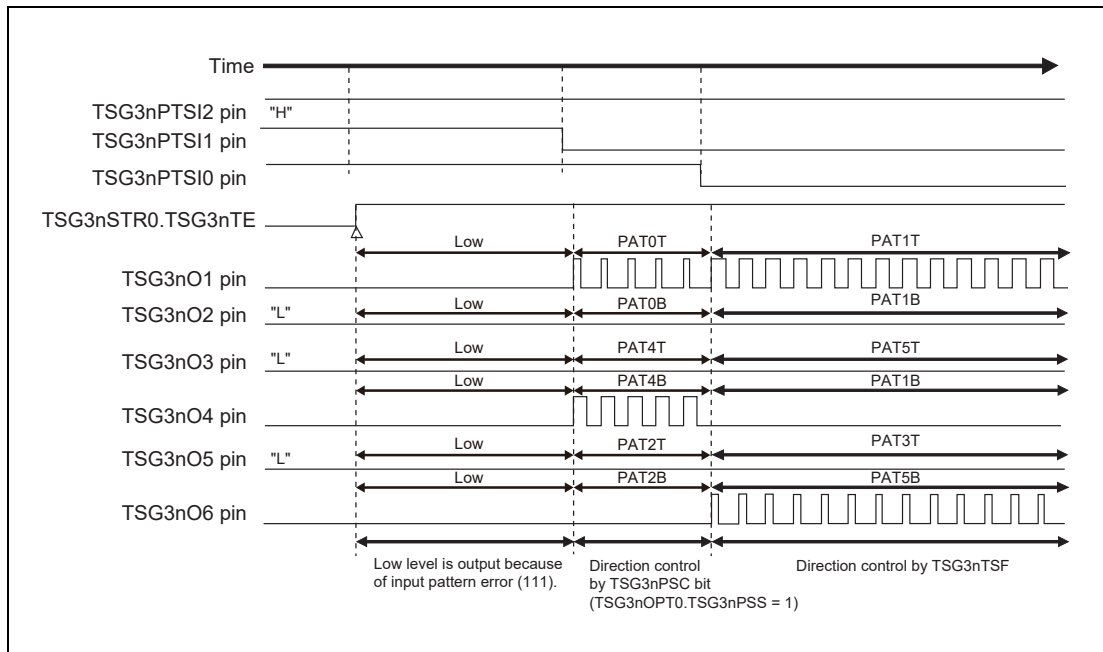 Time
TSG3nPTSI2 pin "H"
TSG3nPTSI1 pin
TSG3nPTSI0 pin
TSG3nSTR0.TSG3nTE
Low PAT0T PAT1T
TSG3nO1 pin
Low PAT0B PAT1B
TSG3nO2 pin "L"
Low PAT4T PAT5T
TSG3nO3 pin "L"
Low PAT4B PAT1B
TSG3nO4 pin
Low PAT2T PAT3T
TSG3nO5 pin "L"
Low PAT2B PAT5B
TSG3nO6 pin
Low level is output because
of input pattern error (111).
Direction control
by TSG3nPSC bit
(TSG3nOPT0.TSG3nPSS = 1)
Direction control by TSG3nTSF